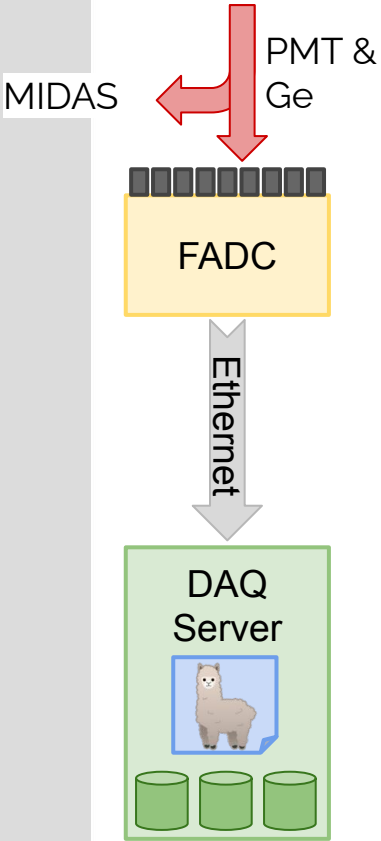 PMT &
Ge
MIDAS
FADC
Ethernet
DAQ
Server